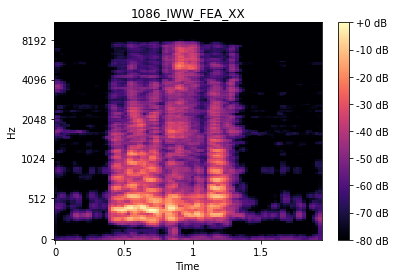 1086_IWW_FEA_XX
8192
4096
2048
1024
512
0
Hz
0
0.5
1
1.5
Time
+0 dB
-10 dB
-20 dB
-30 dB
-40 dB
-50 dB
-60 dB
-70 dB
-80 dB